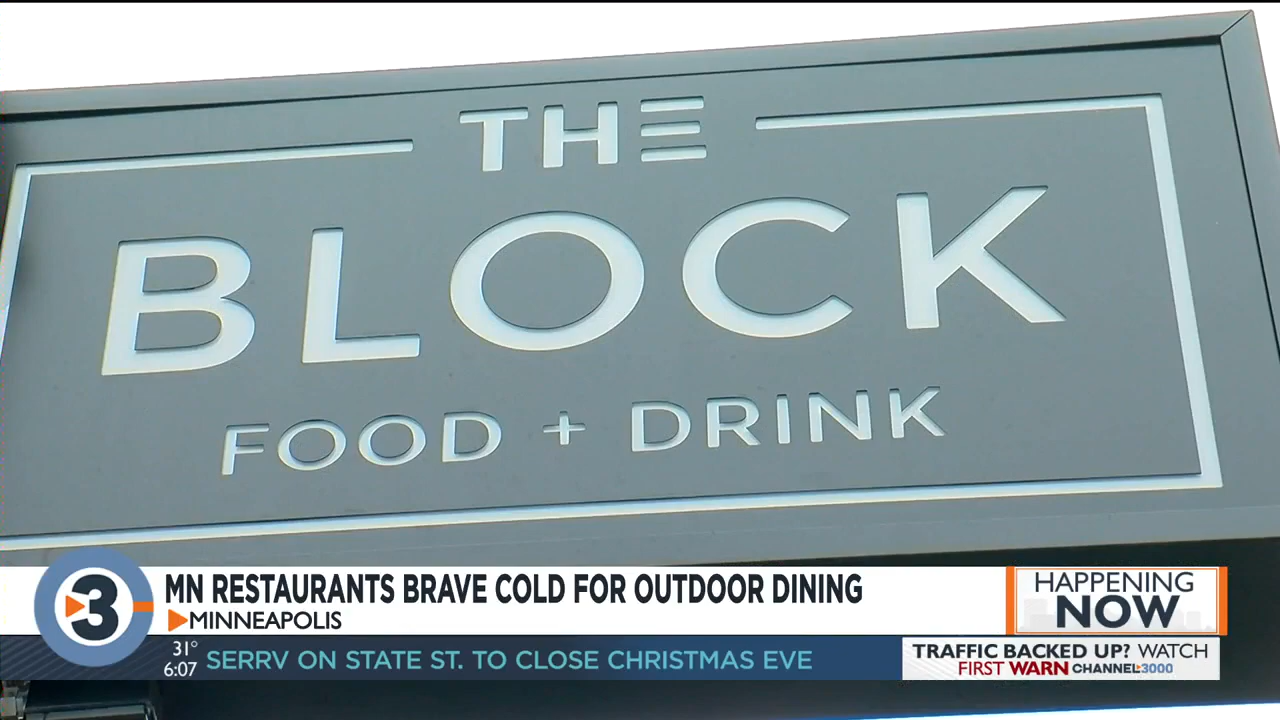 THE
BLOCK
FOOD + DRINK
3
MN RESTAURANTS BRAVE COLD FOR OUTDOOR DINING
MINNEAPOLIS
HAPPENING
NOW
31°
6:07
SERRV ON STATE ST. TO CLOSE CHRISTMAS EVE
TRAFFIC BACKED UP? WATCH
FIRST WARN CHANNEL3000